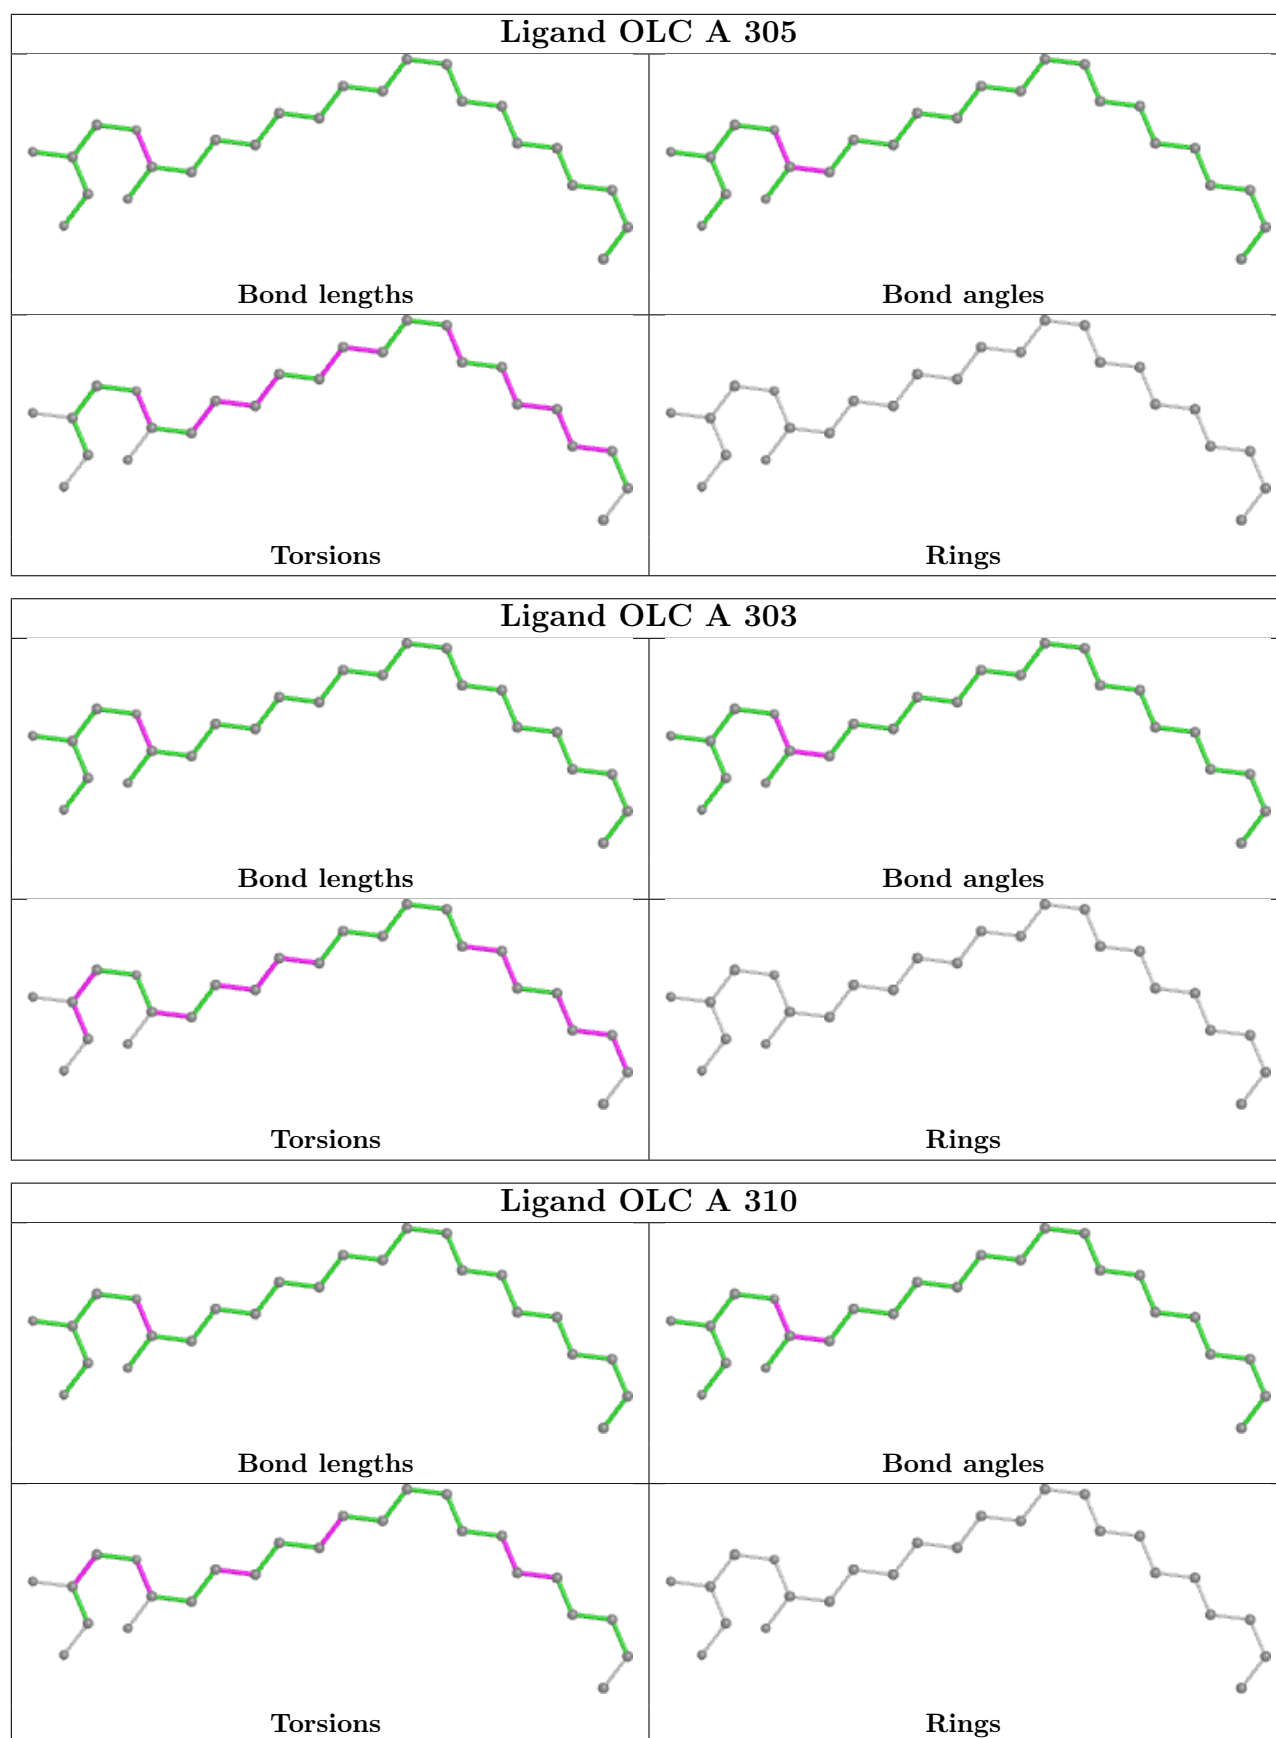 Ligand OLC A 305
Bond lengths
Bond angles
Torsions
Rings
Ligand OLC A 303
Bond lengths
Bond angles
Torsions
Rings
Ligand OLC A 310
Bond lengths
Bond angles
Torsions
Rings